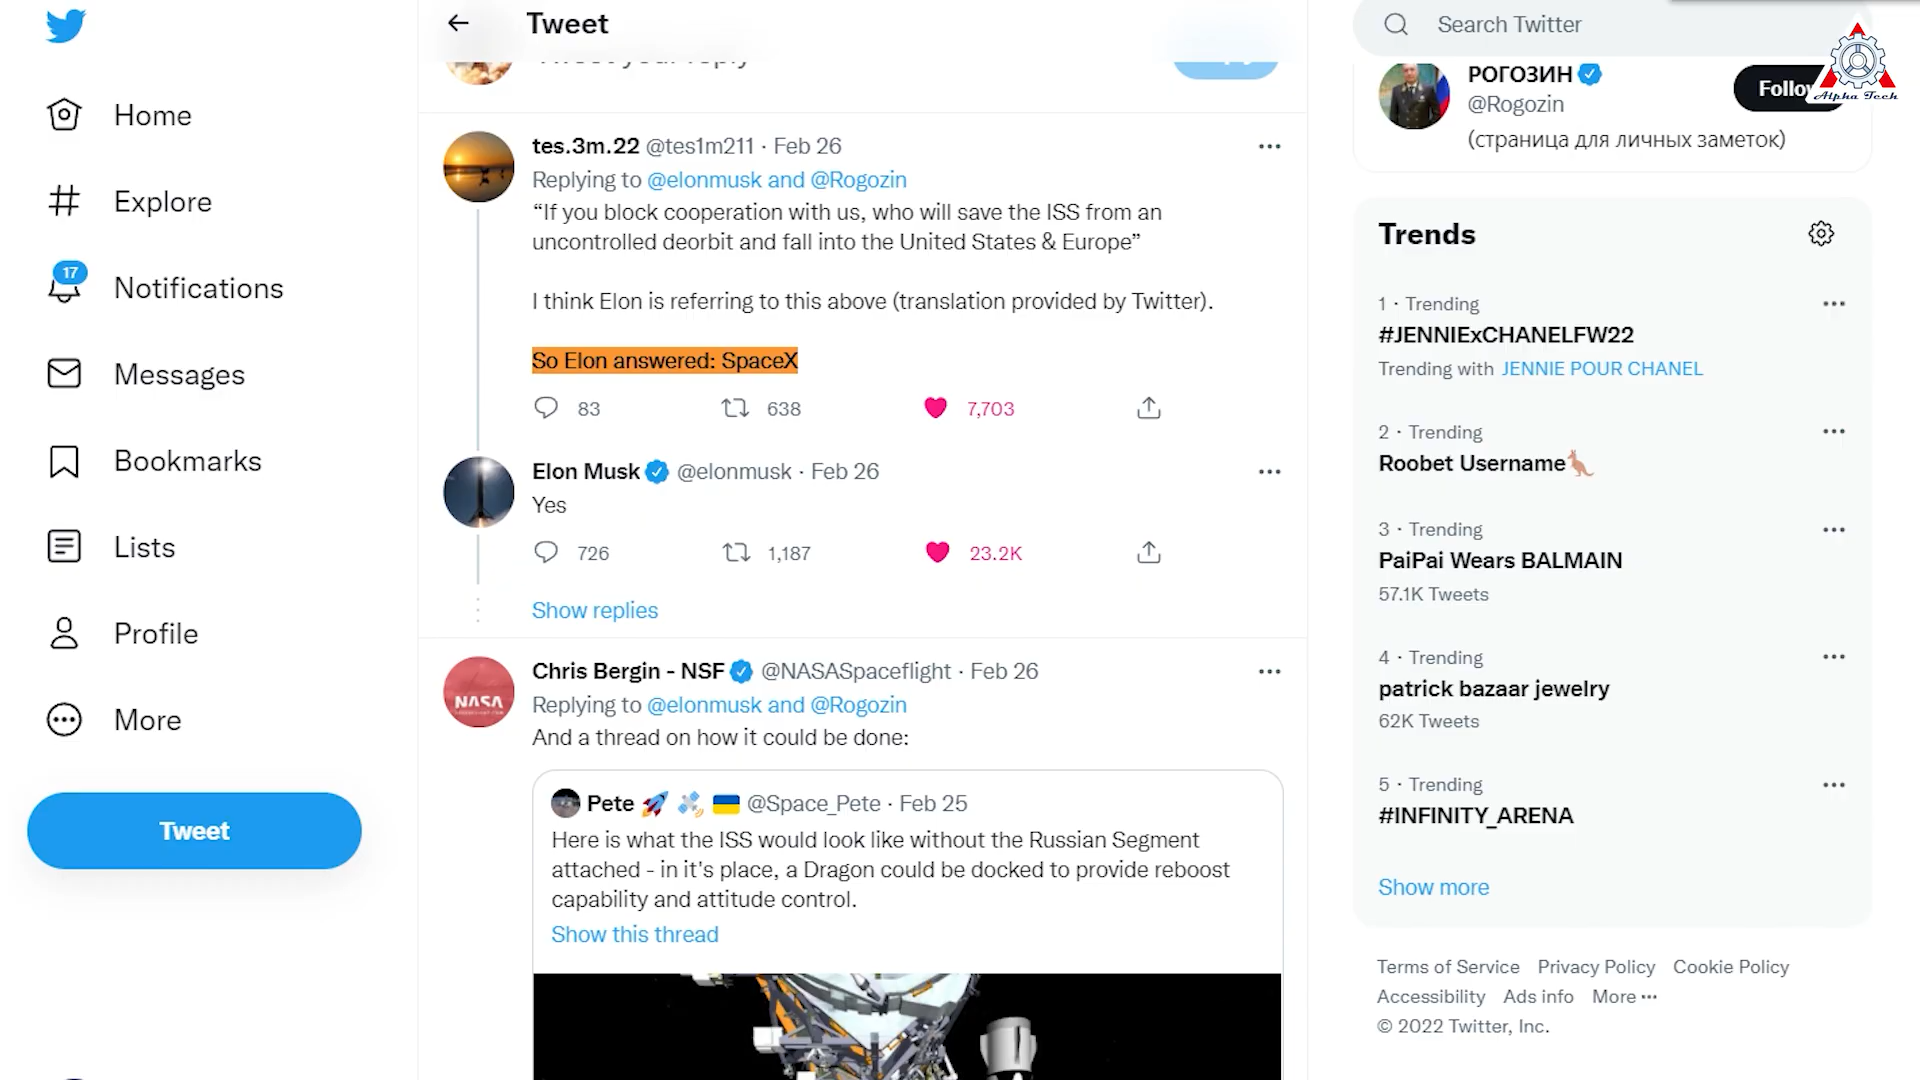 Home
Explore
17
Notifications
Messages
Bookmarks
Lists
Profile
More
Tweet
Tweet
tes.3m.22 @tes1m211 · Feb 26
Replying to @elonmusk and @Rogozin
“If you block cooperation with us, who will save the ISS from an
uncontrolled deorbit and fall into the United States & Europe”
I think Elon is referring to this above (translation provided by Twitter).
So Elon answered: SpaceX
83 638 7,703
Elon Musk @elonmusk · Feb 26
Yes
726 1,187 23.2K
Show replies
Chris Bergin - NSF @NASASpaceflight · Feb 26
Replying to @elonmusk and @Rogozin
And a thread on how it could be done:
NASA
Pete @Space_Pete · Feb 25
Here is what the ISS would look like without the Russian Segment
attached - in it's place, a Dragon could be docked to provide reboost
capability and attitude control.
Show this thread
Search Twitter
РОГОЗИН
@Rogozin
Follow
(страница для личных заметок)
Alpha Tech
Trends
1 · Trending
#JENNIExCHANELFW22
Trending with JENNIE POUR CHANEL
2 · Trending
Roobet Username
3 · Trending
PaiPai Wears BALMAIN
57.1K Tweets
4 · Trending
patrick bazaar jewelry
62K Tweets
5 · Trending
#INFINITY_ARENA
Show more
Terms of Service Privacy Policy Cookie Policy
Accessibility Ads info More ···
© 2022 Twitter, Inc.